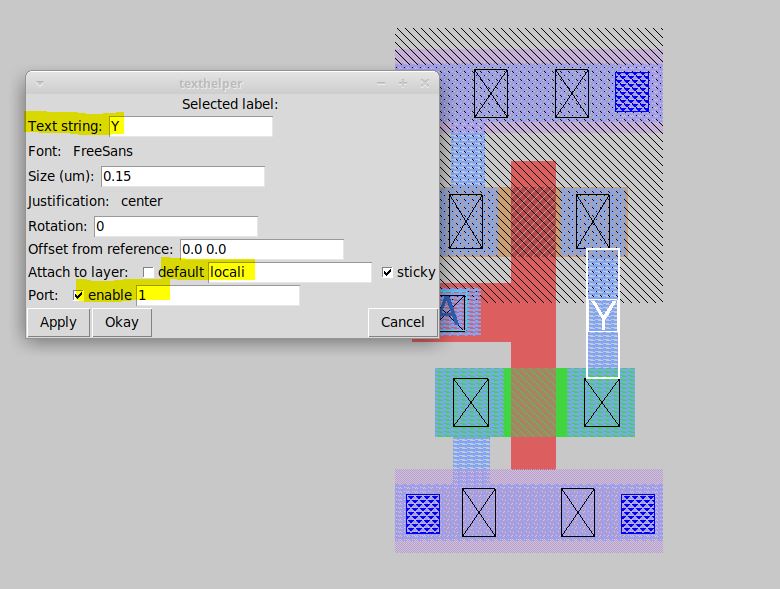 texthelper
Selected label:
Text string: Y
Font: FreeSans
Size (um): 0.15
Justification: center
Rotation: 0
Offset from reference: 0.0 0.0
Attach to layer: default locali sticky
Port: enable 1
Apply Okay Cancel
A
Y